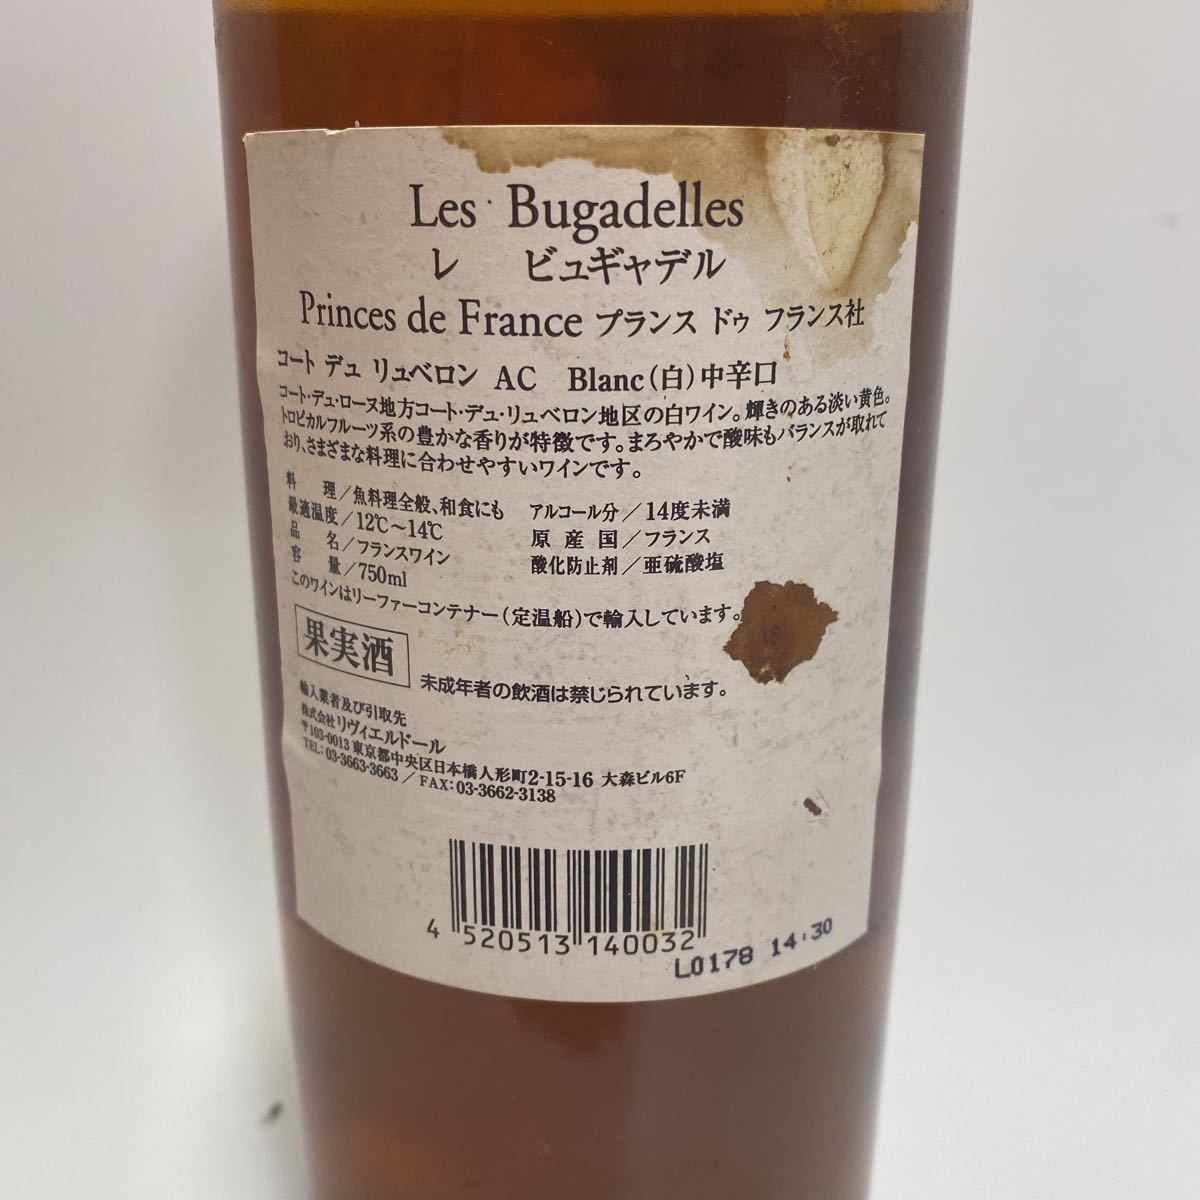 Les Bugadelles
レ ビュギャデル
Princes de France プランス ドゥ フランス社
コート デュ リュベロン AC Blanc(白)中辛口
コート・デュ・ローヌ地方コート・デュ・リュベロン地区の白ワイン。輝きのある淡い黄色。
トロピカルフルーツ系の豊かな香りが特徴です。まろやかで酸味もバランスが取れて
おり、さまざまな料理に合わせやすいワインです。
料 理/魚料理全般、和食にも アルコール分/14度未満
最適温度/12℃~14℃ 原産国/フランス
品 名/フランスワイン 酸化防止剤/亜硫酸塩
容 量/750ml
このワインはリーファーコンテナー(定温船)で輸入しています。
果実酒 未成年者の飲酒は禁じられています。
輸入業者及び引取先
株式会社リヴィエルドール
〒103-0013 東京都中央区日本橋人形町2-15-16 大森ビル6F
TEL:03-3663-3663/FAX:03-3662-3138
4 520513 140032
L0178 14:30